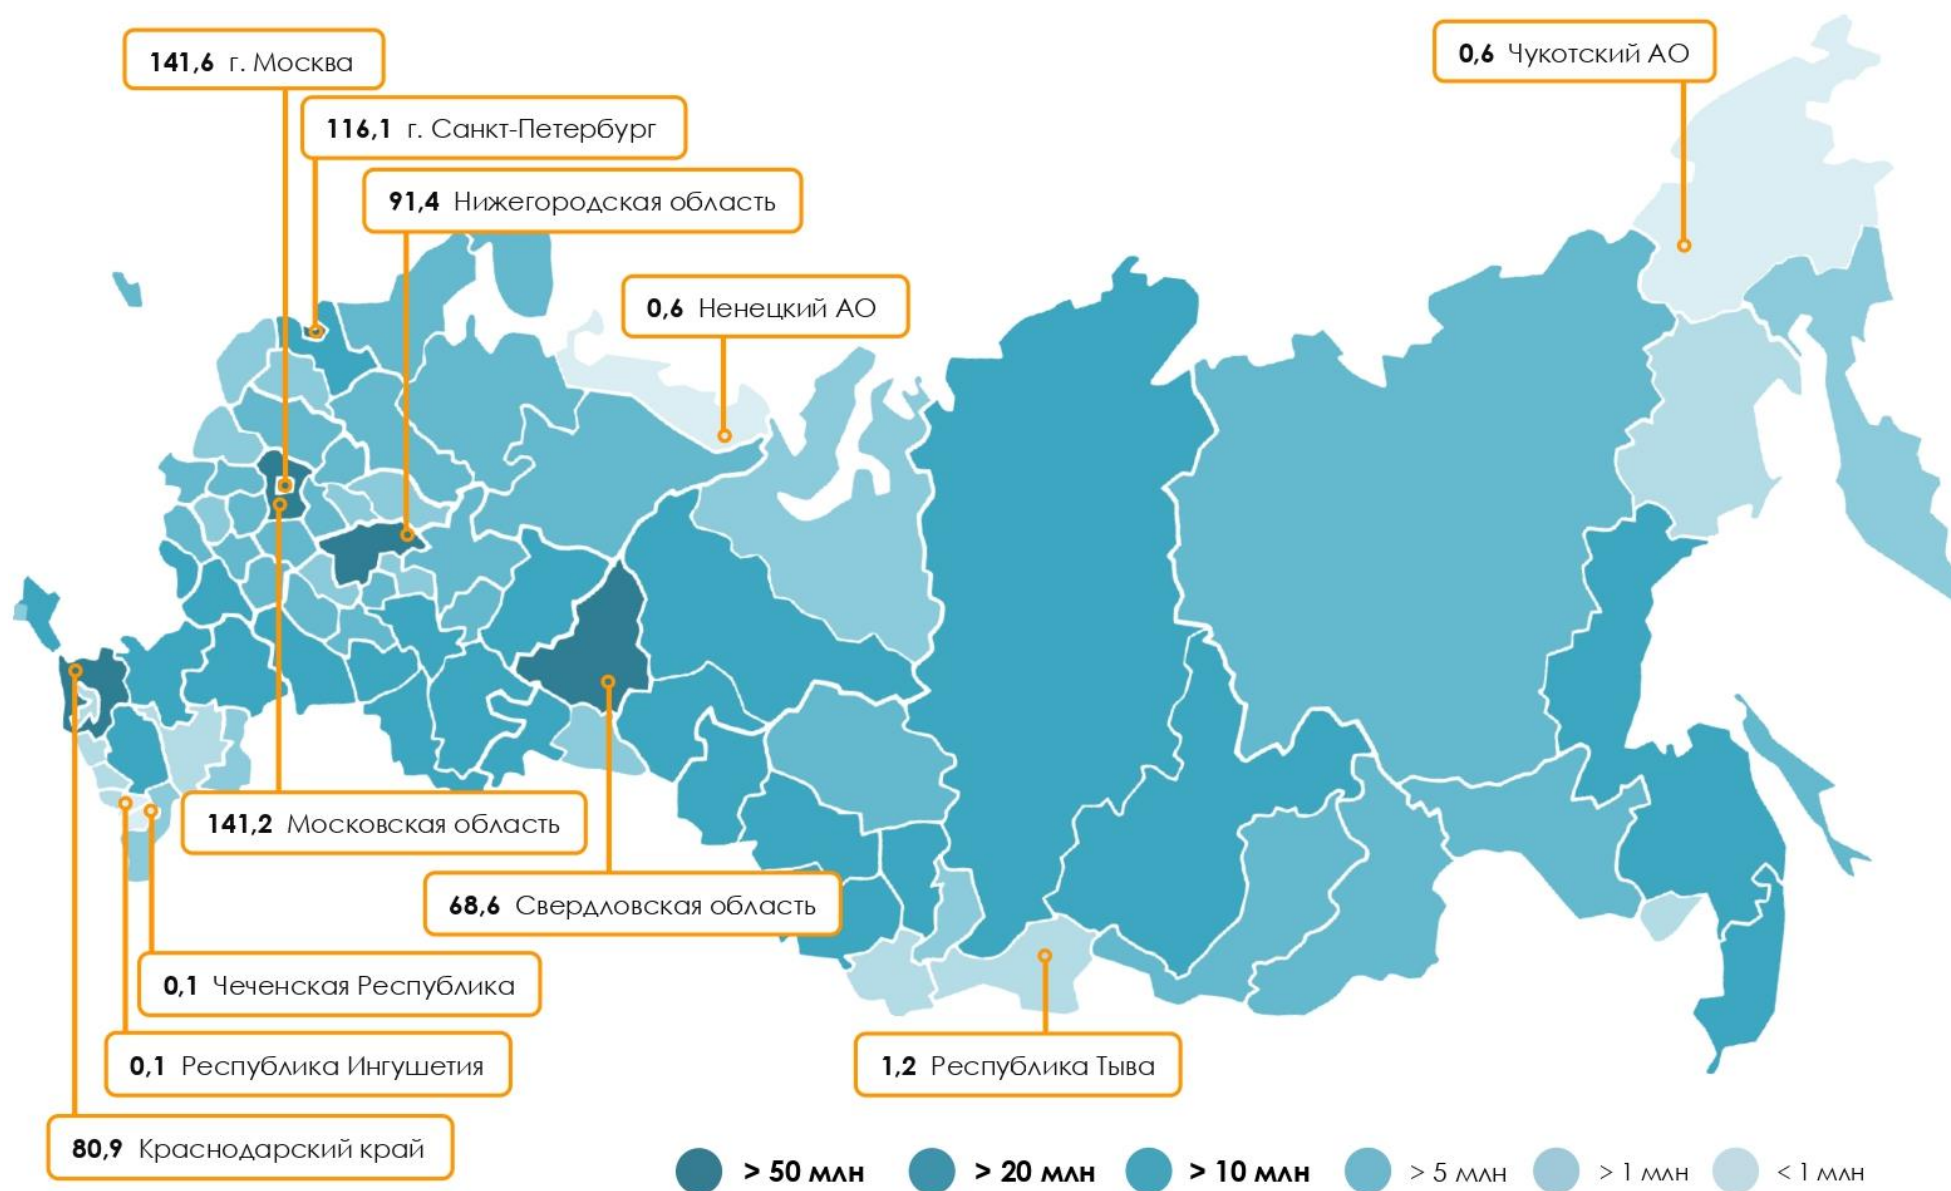 141,6 г. Москва
0,6 Чукотский АО
116,1 г. Санкт-Петербург
91,4 Нижегородская область
0,6 Ненецкий АО
141,2 Московская область
68,6 Свердловская область
0,1 Чеченская Республика
0,1 Республика Ингушетия
1,2 Республика Тыва
80,9 Краснодарский край
> 50 млн > 20 млн > 10 млн > 5 млн > 1 млн < 1 млн